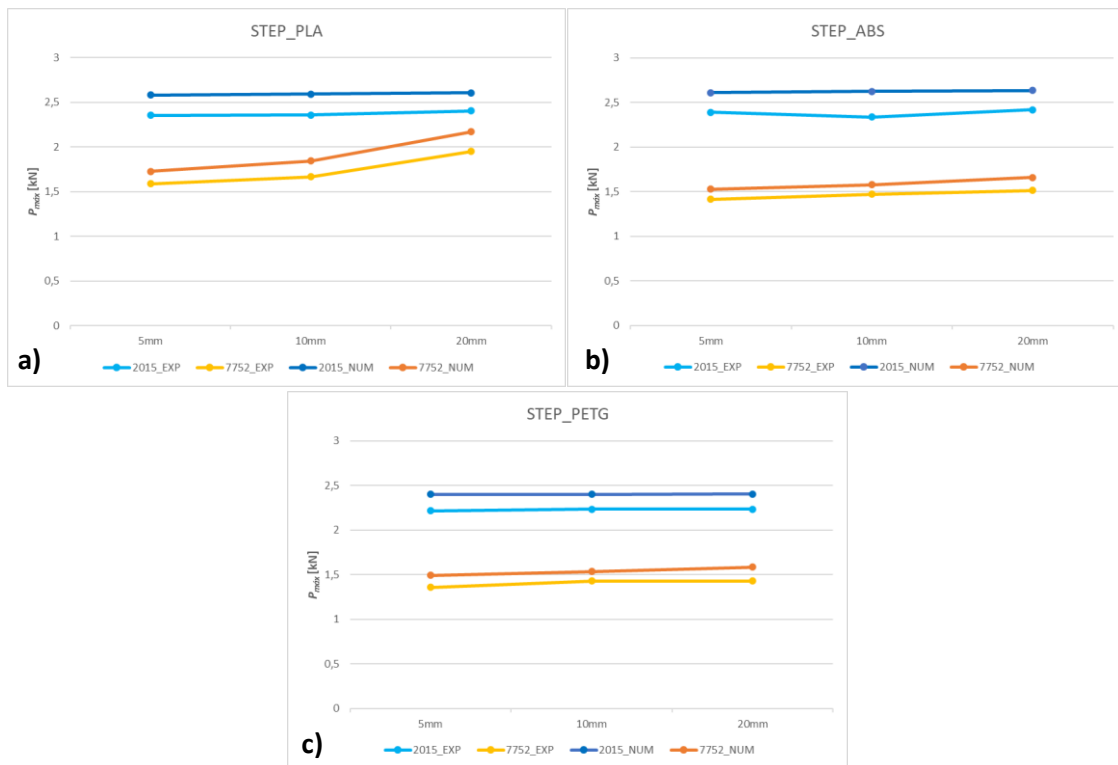 STEP_PLA
3
2,5
2
1,5
1
0,5
0
Pmáx [kN]
5mm 10mm 20mm
2015_EXP 7752_EXP 2015_NUM 7752_NUM
a)
STEP_ABS
3
2,5
2
1,5
1
0,5
0
Pmáx [kN]
5mm 10mm 20mm
2015_EXP 7752_EXP 2015_NUM 7752_NUM
b)
STEP_PETG
3
2,5
2
1,5
1
0,5
0
Pmáx [kN]
5mm 10mm 20mm
2015_EXP 7752_EXP 2015_NUM 7752_NUM
c)